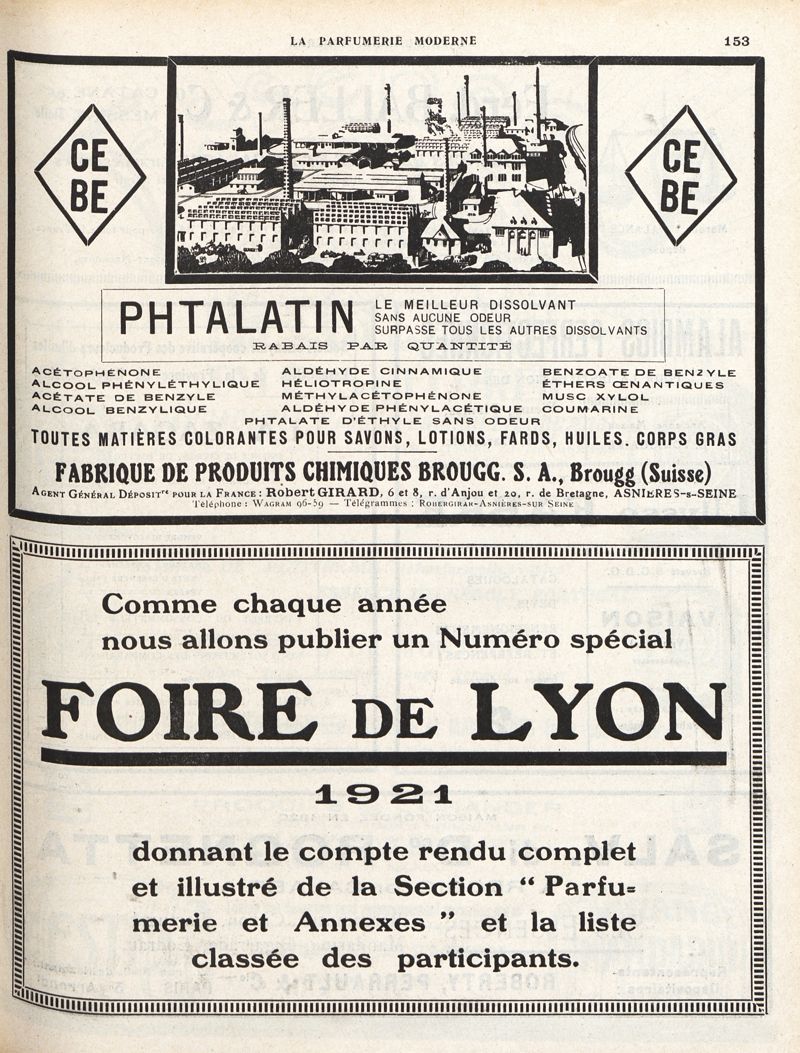 LA PARFUMERIE MODERNE 153
CE
BE
CE
BE
PHTALATIN
LE MEILLEUR DISSOLVANT
SANS AUCUNE ODEUR
SURPASSE TOUS LES AUTRES DISSOLVANTS
RABAIS PAR QUANTITÉ
ACÉTOPHENONE
ALCOOL PHÉNYLÉTHYLIQUE
ACÉTATE DE BENZYLE
ALCOOL BENZYLIQUE
ALDÉHYDE CINNAMIQUE
HÉLIOTROPINE
MÉTHYLACÉTOPHÉNONE
ALDÉHYDE PHÉNYLACÉTIQUE
BENZOATE DE BENZYLE
ÉTHERS ŒNANTIQUES
MUSC XYLOL
COUMARINE
PHTALATE D'ÉTHYLE SANS ODEUR
TOUTES MATIÈRES COLORANTES POUR SAVONS, LOTIONS, FARDS, HUILES. CORPS GRAS
FABRIQUE DE PRODUITS CHIMIQUES BROUGG. S. A., Brougg (Suisse)
AGENT GÉNÉRAL DÉPOSITre POUR LA FRANCE : Robert GIRARD, 6 et 8, r. d'Anjou et 20, r. de Bretagne, ASNIÈRES-s-SEINE
Téléphone : WAGRAM 96-59 — Télégrammes : ROBERGIRAR-ASNIÈRES-SUR SEINE
Comme chaque année
nous allons publier un Numéro spécial
FOIRE DE LYON
1921
donnant le compte rendu complet
et illustré de la Section “ Parfu=
merie et Annexes ” et la liste
classée des participants.